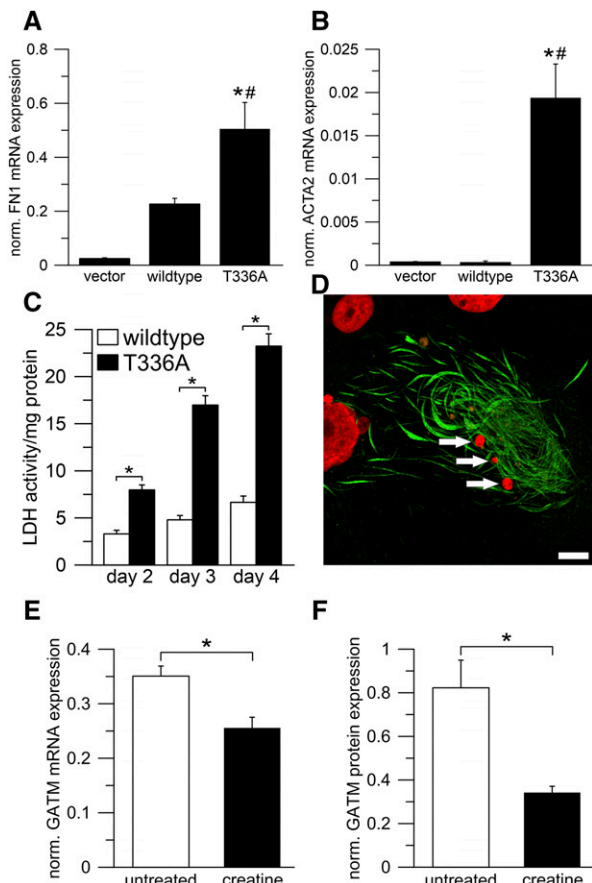 A
norm. FN1 mRNA expression
0.8
0.6
0.4
0.2
0
*#
vector wildtype T336A
B
norm. ACTA2 mRNA expression
0.025
0.02
0.015
0.01
0.005
0
*#
vector wildtype T336A
C
LDH activity/mg protein
25
20
15
10
5
0
wildtype
T336A
*
*
*
day 2 day 3 day 4
D
E
norm. GATM mRNA expression
0.4
0.3
0.2
0.1
0
*
untreated creatine
F
norm. GATM protein expression
1
0.8
0.6
0.4
0.2
0
*
untreated creatine